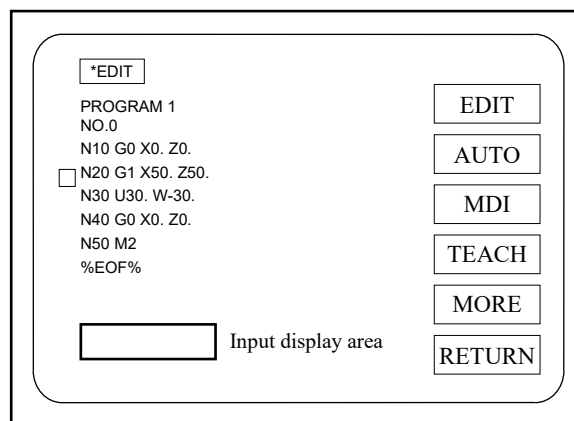 *EDIT
PROGRAM 1
NO.0
N10 G0 X0. Z0.
N20 G1 X50. Z50.
N30 U30. W-30.
N40 G0 X0. Z0.
N50 M2
%EOF%
Input display area
EDIT
AUTO
MDI
TEACH
MORE
RETURN